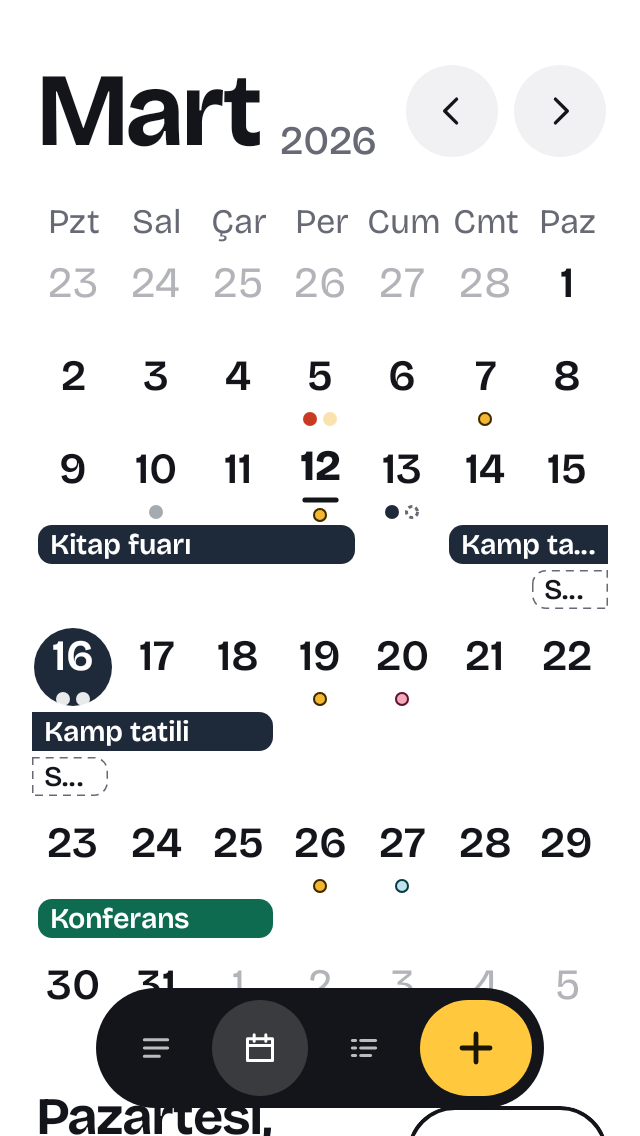 Mart 2026
Pzt Sal Çar Per Cum Cmt Paz
23 24 25 26 27 28 1
2 3 4 5 6 7 8
9 10 11 12 13 14 15
Kitap fuarı Kamp ta...
S...
16 17 18 19 20 21 22
Kamp tatili
S...
23 24 25 26 27 28 29
Konferans
30 31 1 2 3 4 5
Pazartesi,